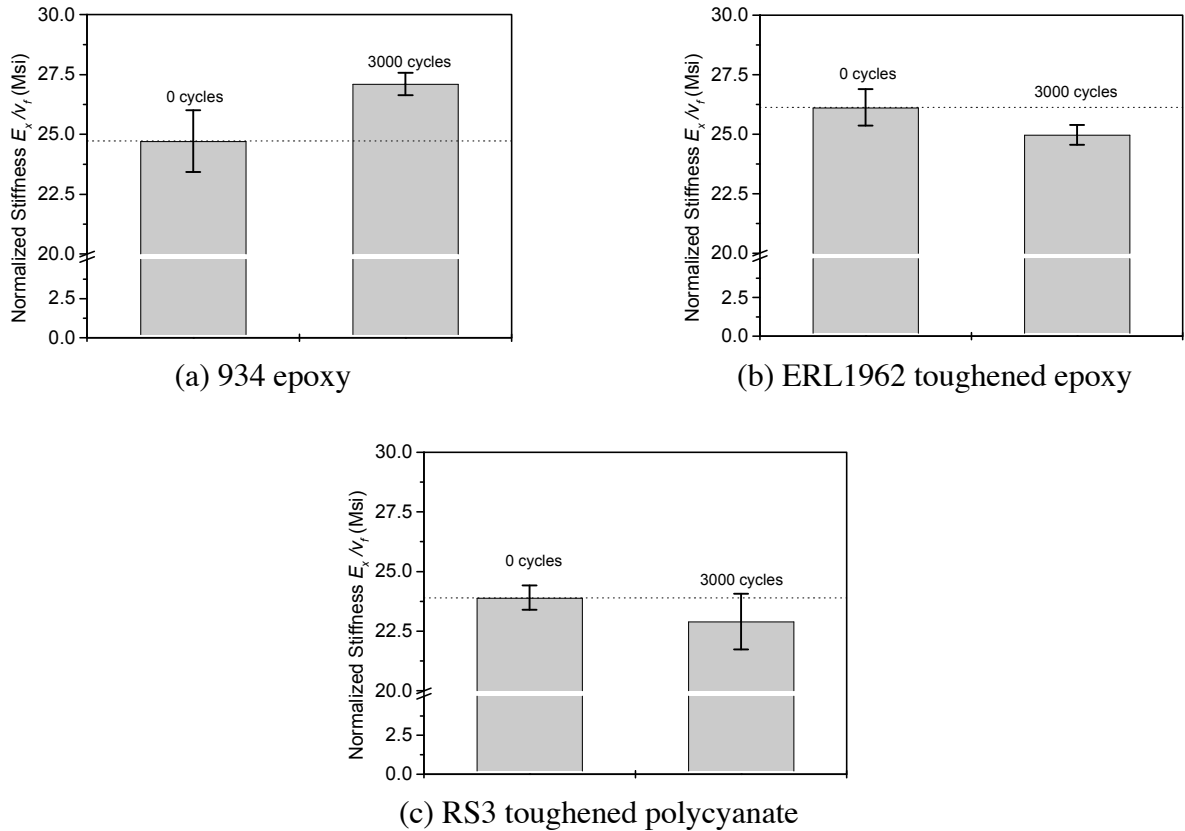 30.0
27.5
25.0
22.5
20.0
2.5
0.0
Normalized Stiffness Eₓ/v_f (Msi)
0 cycles
3000 cycles
(a) 934 epoxy
30.0
27.5
25.0
22.5
20.0
2.5
0.0
Normalized Stiffness Eₓ/v_f (Msi)
0 cycles
3000 cycles
(b) ERL1962 toughened epoxy
30.0
27.5
25.0
22.5
20.0
2.5
0.0
Normalized Stiffness Eₓ/v_f (Msi)
0 cycles
3000 cycles
(c) RS3 toughened polycyanate